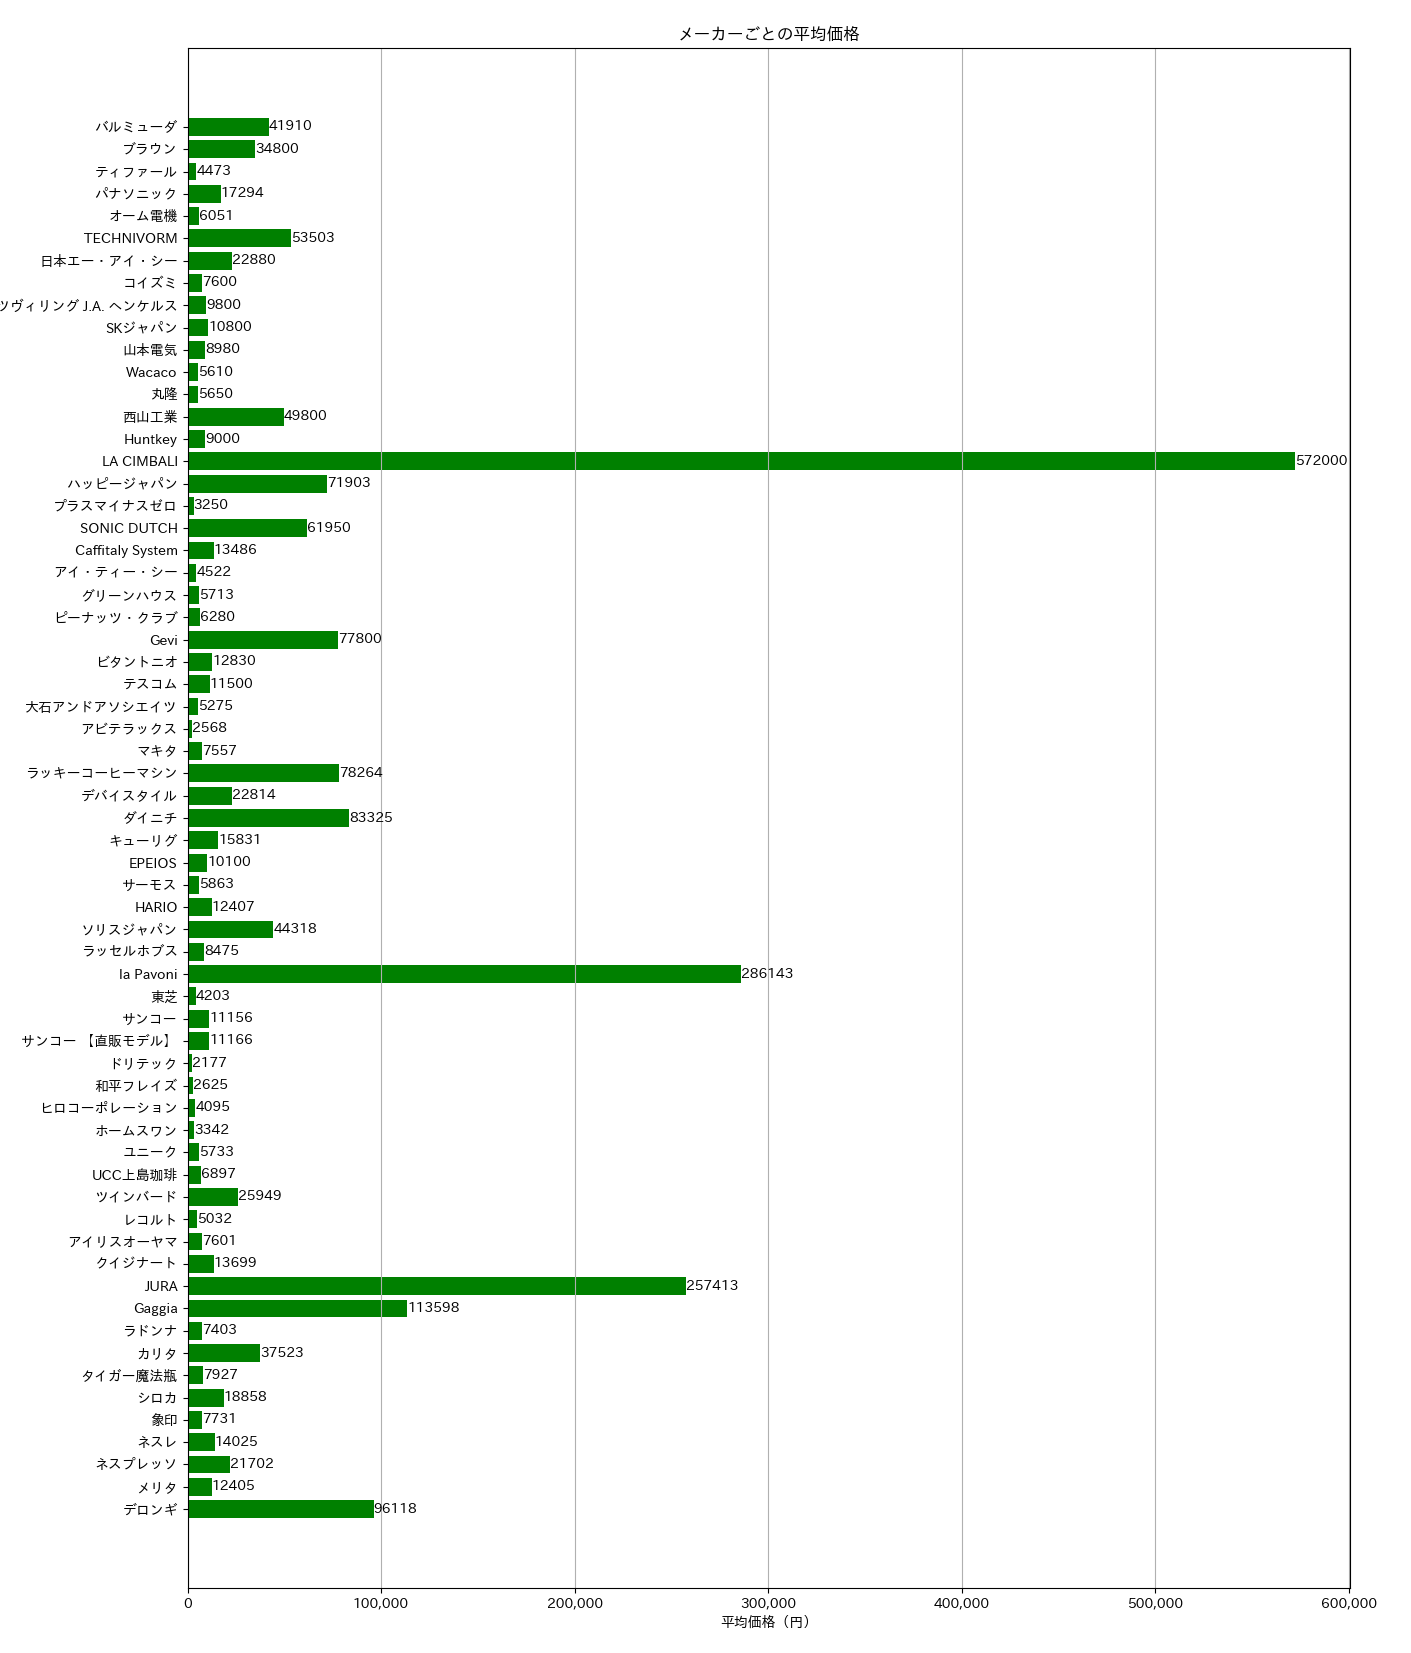 メーカーごとの平均価格
バルミューダ 41910
ブラウン 34800
ティファール 4473
パナソニック 17294
オーム電機 6051
TECHNIVORM 53503
日本エー・アイ・シー 22880
コイズミ 7600
ツヴィリング J.A. ヘンケルス 9800
SKジャパン 10800
山本電気 8980
Wacaco 5610
丸隆 5650
西山工業 49800
Huntkey 9000
LA CIMBALI 572000
ハッピージャパン 71903
プラスマイナスゼロ 3250
SONIC DUTCH 61950
Caffitaly System 13486
アイ・ティー・シー 4522
グリーンハウス 5713
ピーナッツ・クラブ 6280
Gevi 77800
ビタントニオ 12830
テスコム 11500
大石アンドアソシエイツ 5275
アビテラックス 2568
マキタ 7557
ラッキーコーヒーマシン 78264
デバイスタイル 22814
ダイニチ 83325
キューリグ 15831
EPEIOS 10100
サーモス 5863
HARIO 12407
ソリスジャパン 44318
ラッセルホブス 8475
la Pavoni 286143
東芝 4203
サンコー 11156
サンコー 【直販モデル】 11166
ドリテック 2177
和平フレイズ 2625
ヒロコーポレーション 4095
ホームスワン 3342
ユニーク 5733
UCC上島珈琲 6897
ツインバード 25949
レコルト 5032
アイリスオーヤマ 7601
クイジナート 13699
JURA 257413
Gaggia 113598
ラドンナ 7403
カリタ 37523
タイガー魔法瓶 7927
シロカ 18858
象印 7731
ネスレ 14025
ネスプレッソ 21702
メリタ 12405
デロンギ 96118
0 100,000 200,000 300,000 400,000 500,000 600,000
平均価格（円）